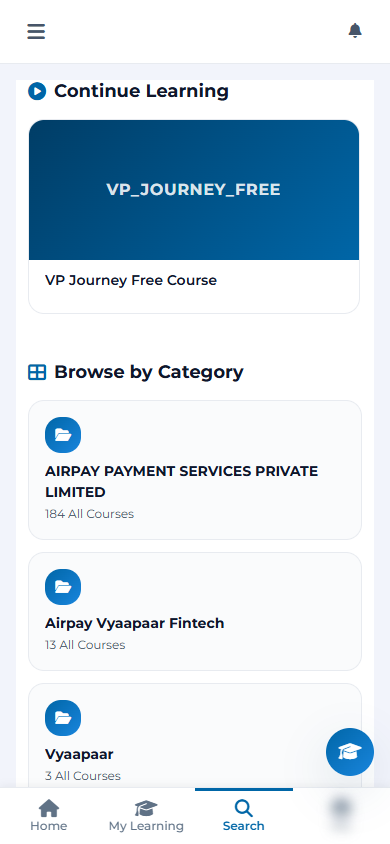 Continue Learning
VP_JOURNEY_FREE
VP Journey Free Course
Browse by Category
AIRPAY PAYMENT SERVICES PRIVATE
LIMITED
184 All Courses
Airpay Vyaapaar Fintech
13 All Courses
Vyaapaar
3 All Courses
Home
My Learning
Search